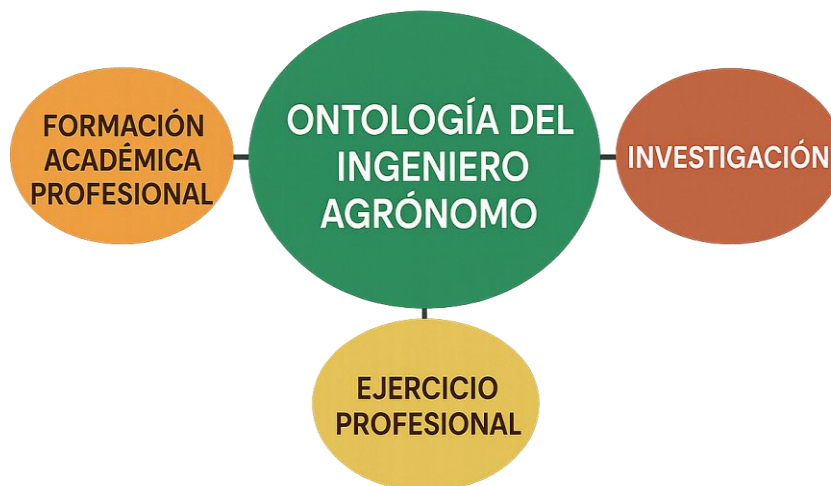 FORMACIÓN
ACADÉMICA
PROFESIONAL
ONTOLOGÍA DEL
INGENIERO
AGRÓNOMO
INVESTIGACIÓN
EJERCICIO
PROFESIONAL